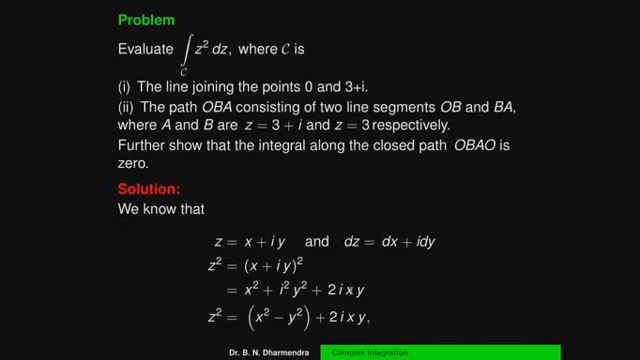 Problem
Evaluate ∫_C z² dz, where C is
(i) The line joining the points 0 and 3+i.
(ii) The path OBA consisting of two line segments OB and BA,
where A and B are z = 3 + i and z = 3 respectively.
Further show that the integral along the closed path OBAO is
zero.
Solution:
We know that
z = x + i y and dz = dx + idy
z² = (x + i y)²
= x² + i² y² + 2 i x y
z² = (x² − y²) + 2 i x y,
Dr. B. N. Dharmendra Complex Integration